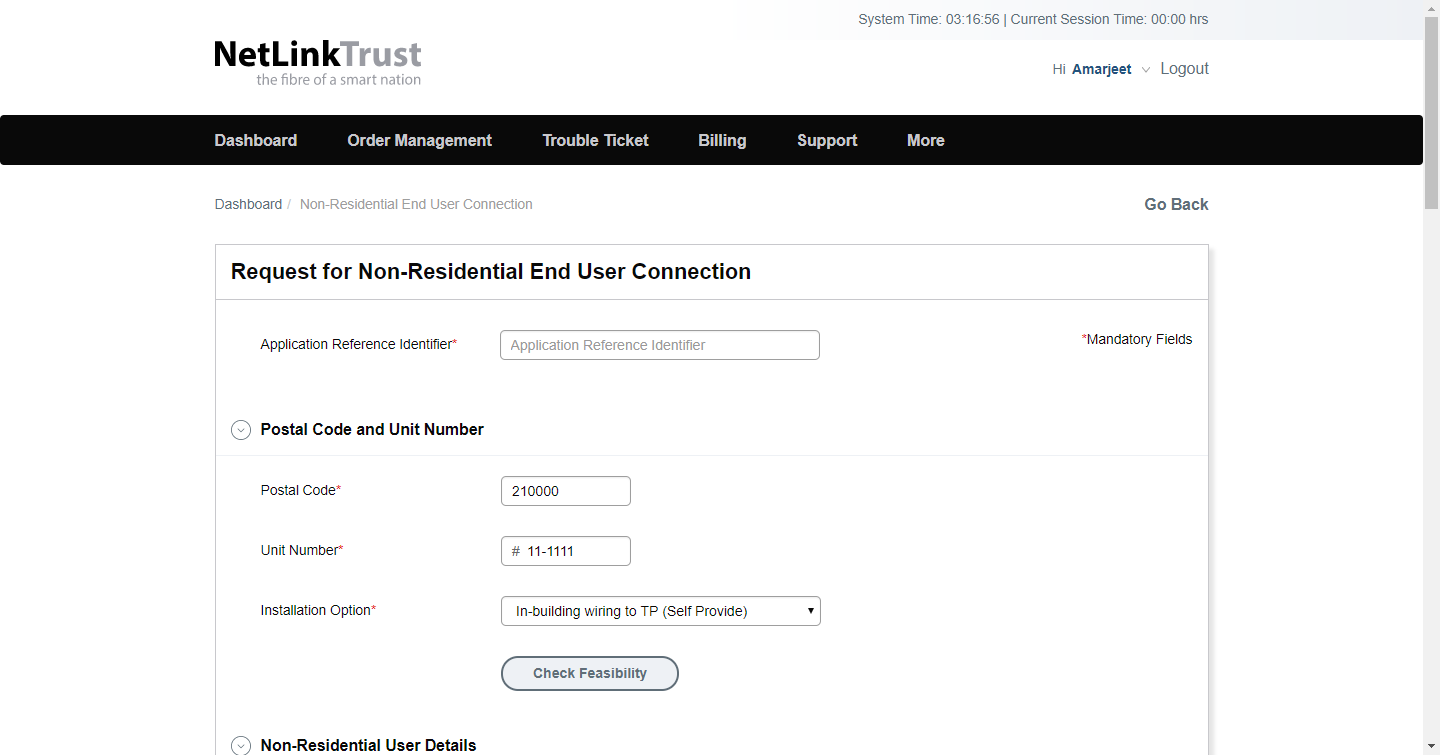 System Time: 03:16:56 | Current Session Time: 00:00 hrs
NetLinkTrust
the fibre of a smart nation
Hi Amarjeet Logout
Dashboard Order Management Trouble Ticket Billing Support More
Dashboard / Non-Residential End User Connection Go Back
Request for Non-Residential End User Connection
Application Reference Identifier* Application Reference Identifier *Mandatory Fields
Postal Code and Unit Number
Postal Code* 210000
Unit Number* # 11-1111
Installation Option* In-building wiring to TP (Self Provide)
Check Feasibility
Non-Residential User Details